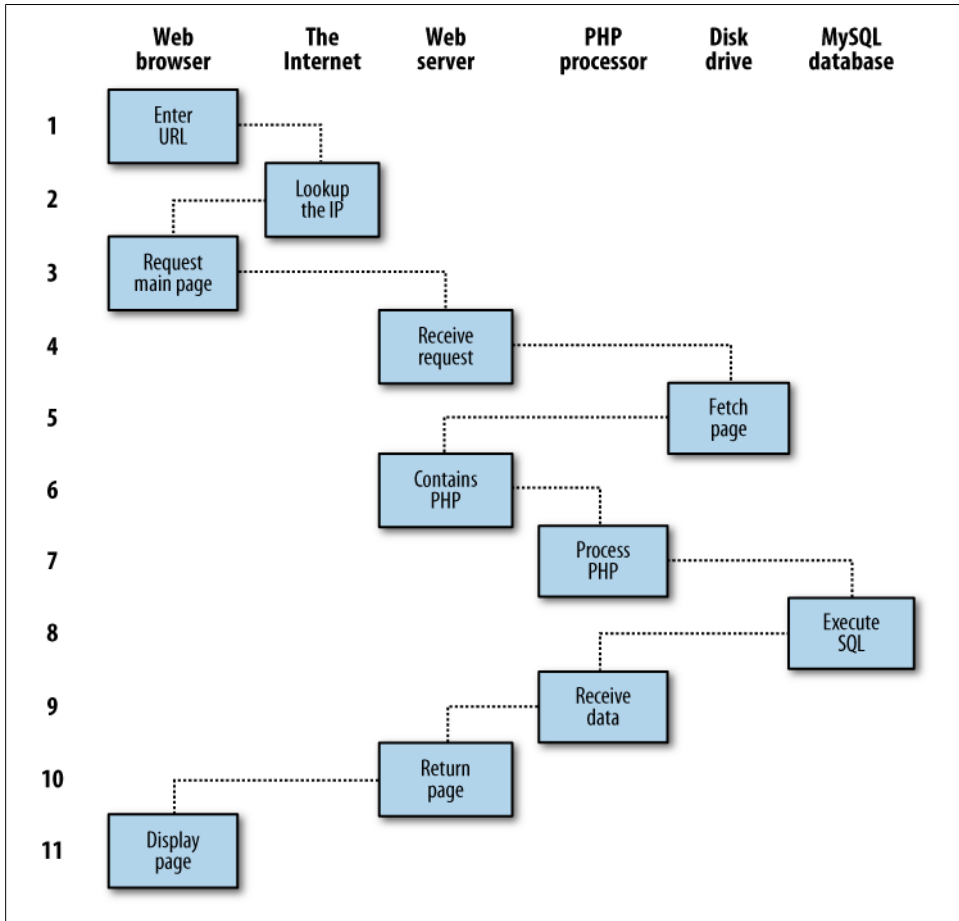 Web browser
The Internet
Web server
PHP processor
Disk drive
MySQL database
1
Enter URL
2
Lookup the IP
3
Request main page
4
Receive request
5
Fetch page
6
Contains PHP
7
Process PHP
8
Execute SQL
9
Receive data
10
Return page
11
Display page